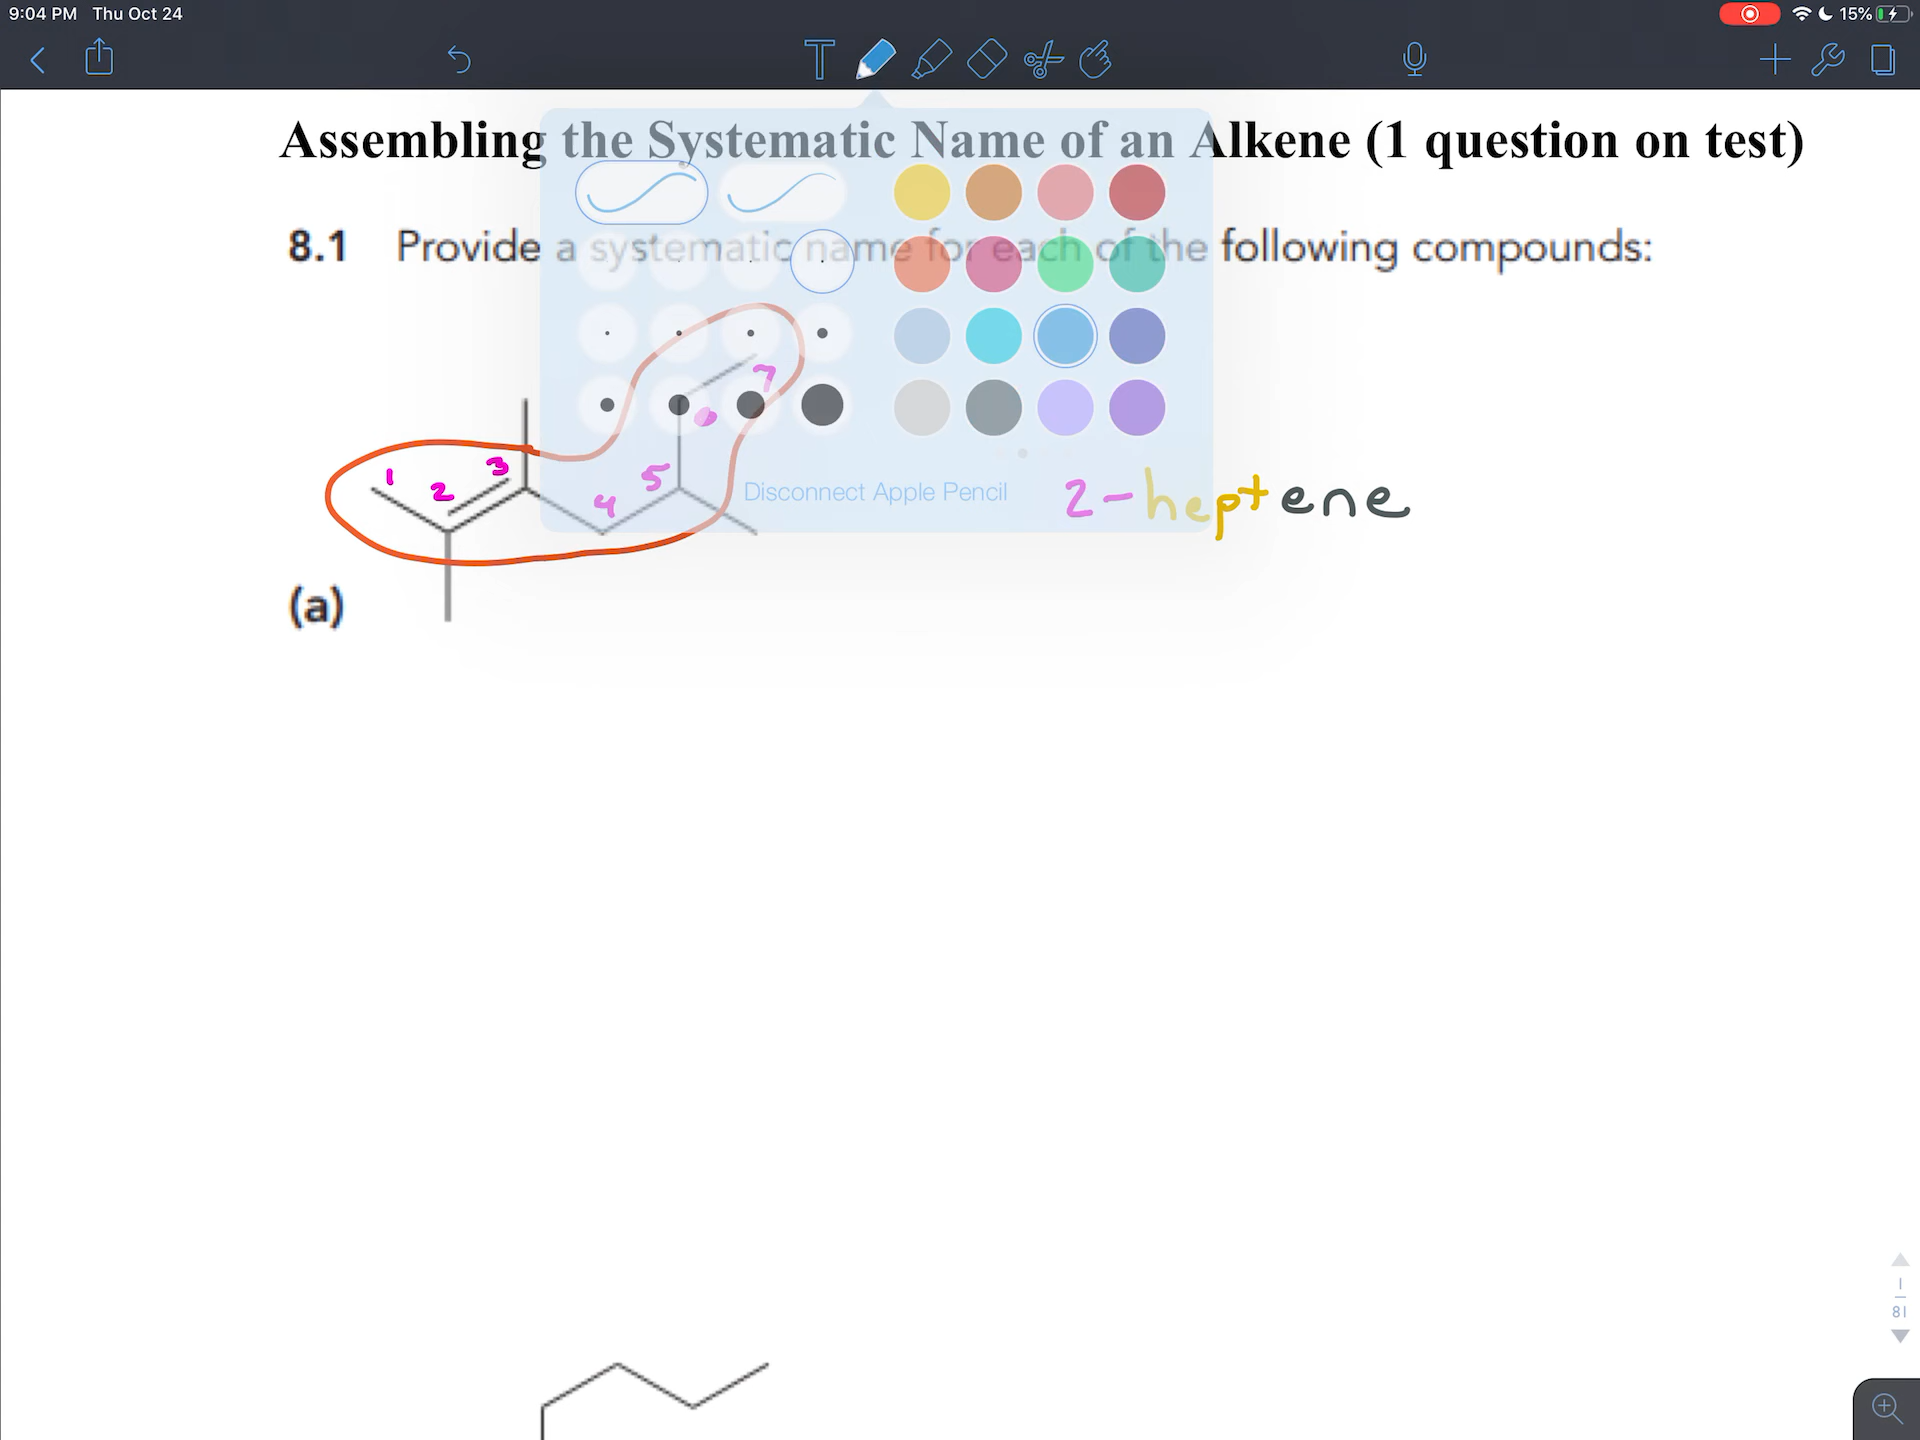 9:04 PM Thu Oct 24
15%
T
Assembling the Systematic Name of an Alkene (1 question on test)
8.1 Provide a systematic name for each of the following compounds:
7
6
1 2 3
4 5
Disconnect Apple Pencil
2-heptene
(a)
1
81